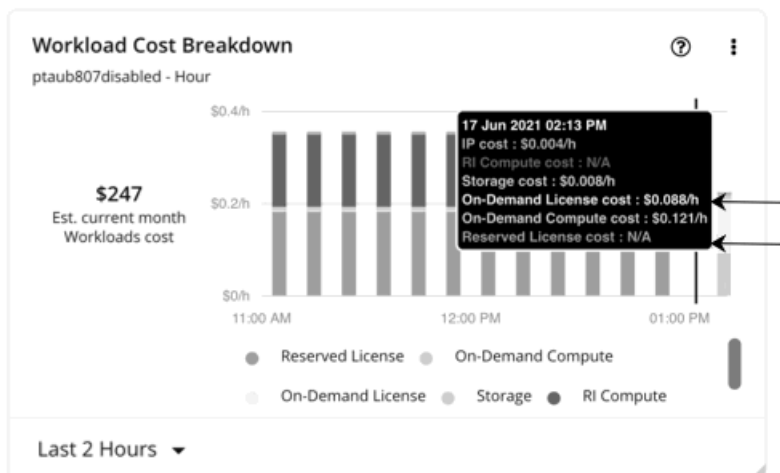 Workload Cost Breakdown
ptaub807disabled - Hour
$247
Est. current month
Workloads cost
$0.4/h
$0.2/h
$0/h
17 Jun 2021 02:13 PM
IP cost : $0.004/h
RI Compute cost : N/A
Storage cost : $0.008/h
On-Demand License cost : $0.088/h
On-Demand Compute cost : $0.121/h
Reserved License cost : N/A
11:00 AM 12:00 PM 01:00 PM
Reserved License On-Demand Compute
On-Demand License Storage RI Compute
Last 2 Hours